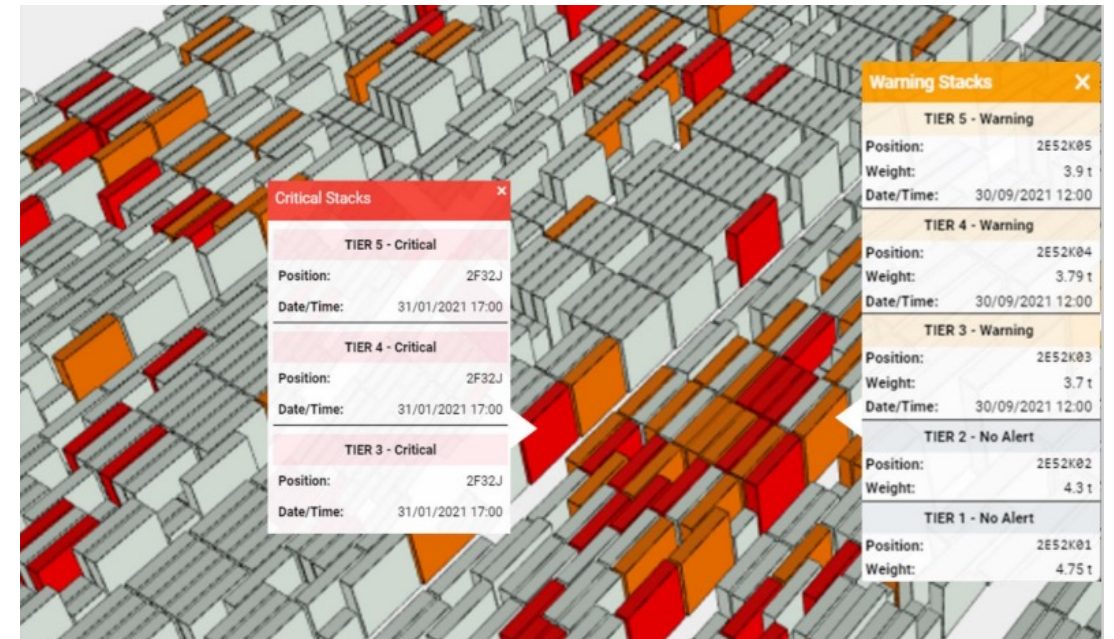 Critical Stacks ×
TIER 5 - Critical
Position: 2F32J
Date/Time: 31/01/2021 17:00
TIER 4 - Critical
Position: 2F32J
Date/Time: 31/01/2021 17:00
TIER 3 - Critical
Position: 2F32J
Date/Time: 31/01/2021 17:00
Warning Stacks ×
TIER 5 - Warning
Position: 2E52K05
Weight: 3.9 t
Date/Time: 30/09/2021 12:00
TIER 4 - Warning
Position: 2E52K04
Weight: 3.79 t
Date/Time: 30/09/2021 12:00
TIER 3 - Warning
Position: 2E52K03
Weight: 3.7 t
Date/Time: 30/09/2021 12:00
TIER 2 - No Alert
Position: 2E52K02
Weight: 4.3 t
TIER 1 - No Alert
Position: 2E52K01
Weight: 4.75 t